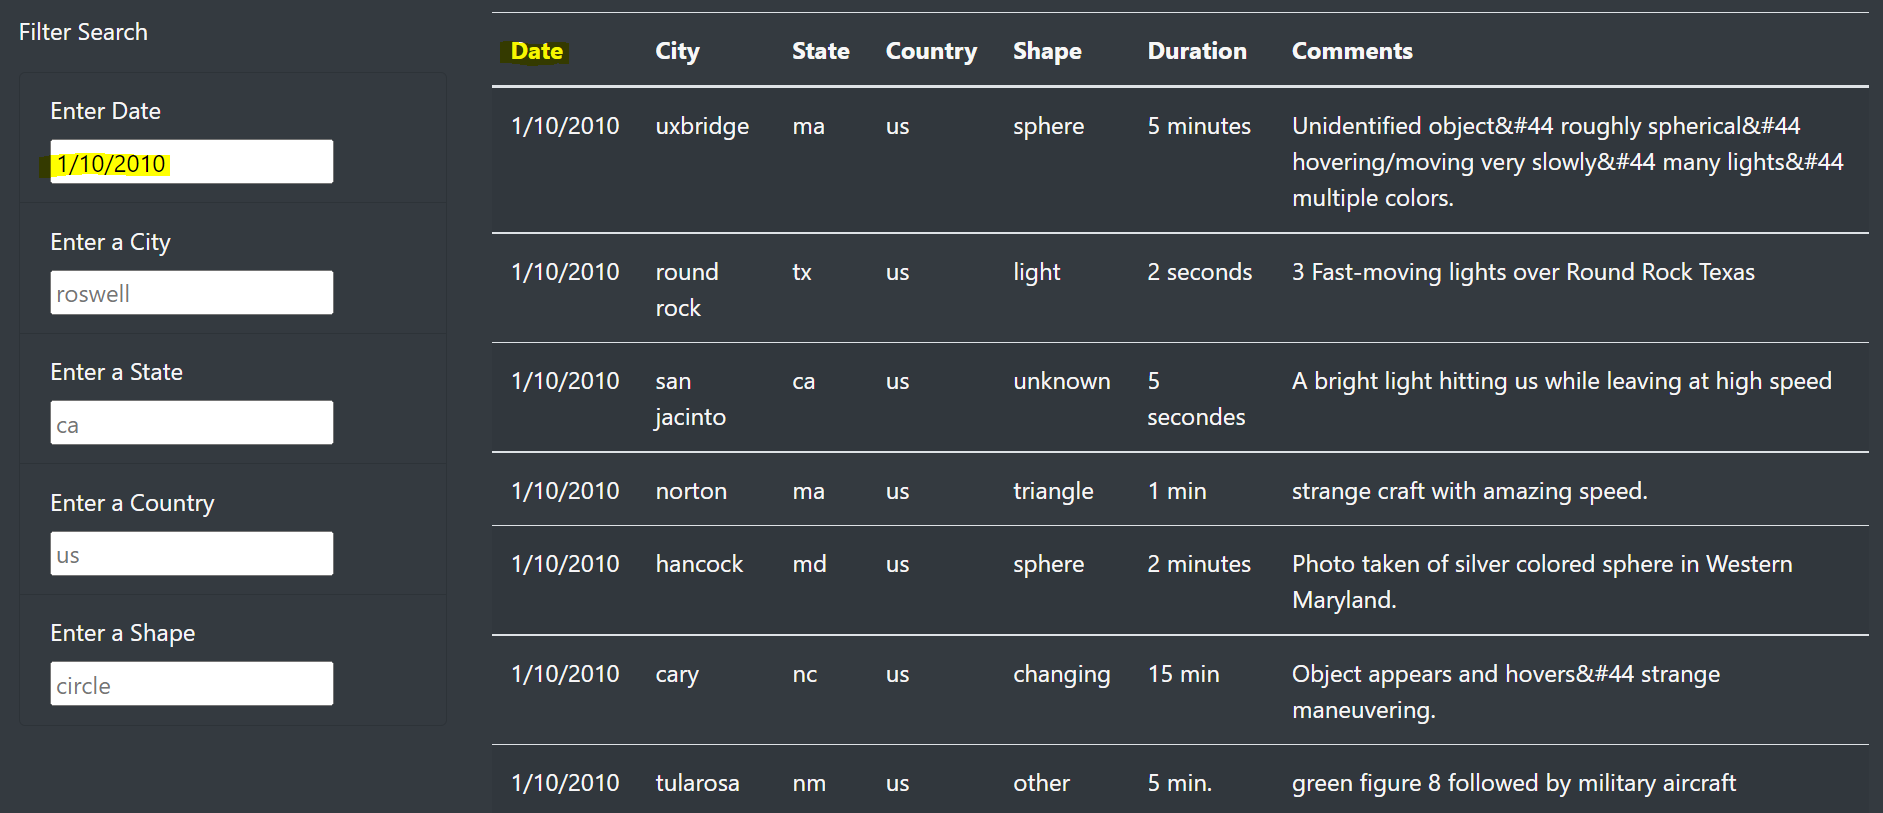 Filter Search
Enter Date
1/10/2010
Enter a City
roswell
Enter a State
ca
Enter a Country
us
Enter a Shape
circle
Date City State Country Shape Duration Comments
1/10/2010 uxbridge ma us sphere 5 minutes Unidentified object&#44 roughly spherical&#44
hovering/moving very slowly&#44 many lights&#44
multiple colors.
1/10/2010 round tx us light 2 seconds 3 Fast-moving lights over Round Rock Texas
rock
1/10/2010 san ca us unknown 5 A bright light hitting us while leaving at high speed
jacinto secondes
1/10/2010 norton ma us triangle 1 min strange craft with amazing speed.
1/10/2010 hancock md us sphere 2 minutes Photo taken of silver colored sphere in Western
Maryland.
1/10/2010 cary nc us changing 15 min Object appears and hovers&#44 strange
maneuvering.
1/10/2010 tularosa nm us other 5 min. green figure 8 followed by military aircraft